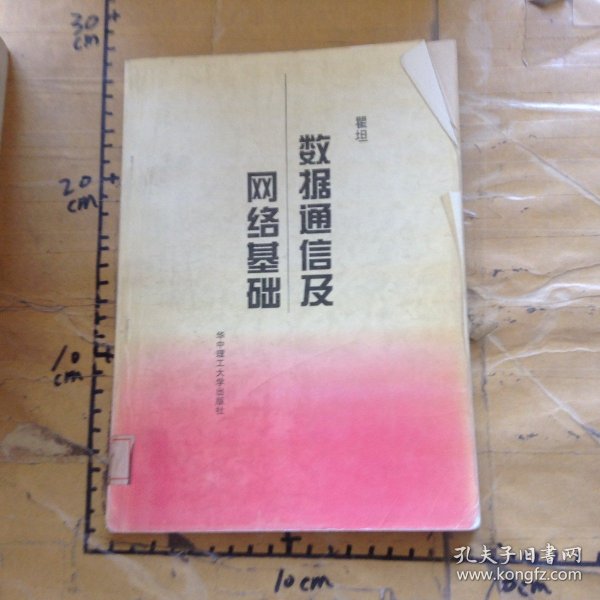 30
cm
瞿坦
数据通信及
网络基础
20
cm
华中理工大学出版社
10
cm
10cm
10cm
孔夫子旧书网
www.kongfz.com